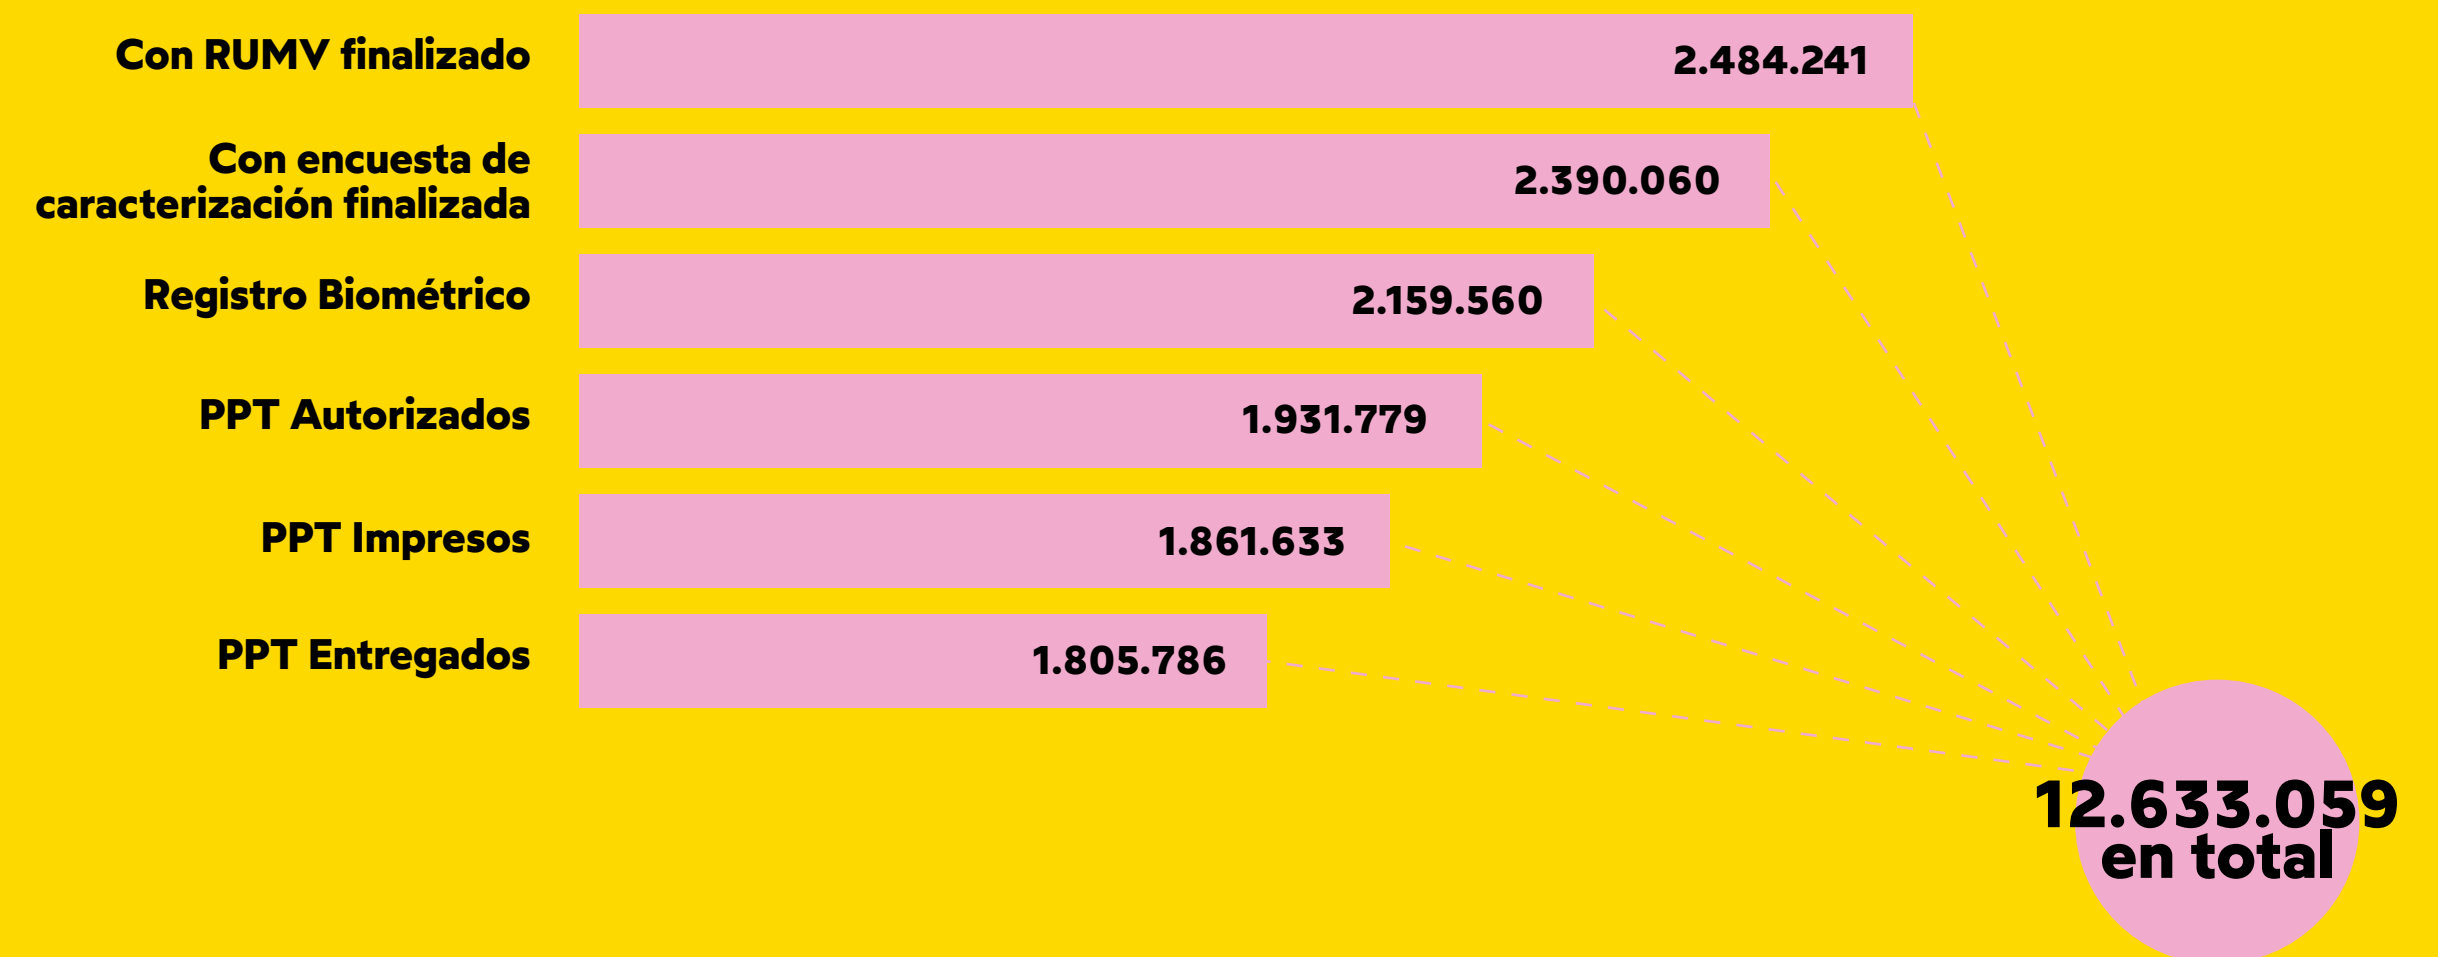 Con RUMV finalizado
2.484.241
Con encuesta de
caracterización finalizada
2.390.060
Registro Biométrico
2.159.560
PPT Autorizados
1.931.779
PPT Impresos
1.861.633
PPT Entregados
1.805.786
12.633.059
en total